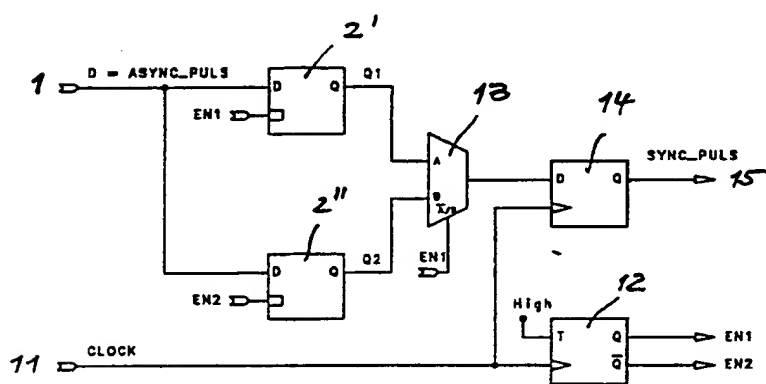 2'
1 D = ASYNC_PULS
D Q Q1
EN1
13
14
A
B
A̅/B
D Q
SYNC_PULS
15
2"
D Q Q2
EN2
EN1
High
12
T Q EN1
Q̅ EN2
11 CLOCK